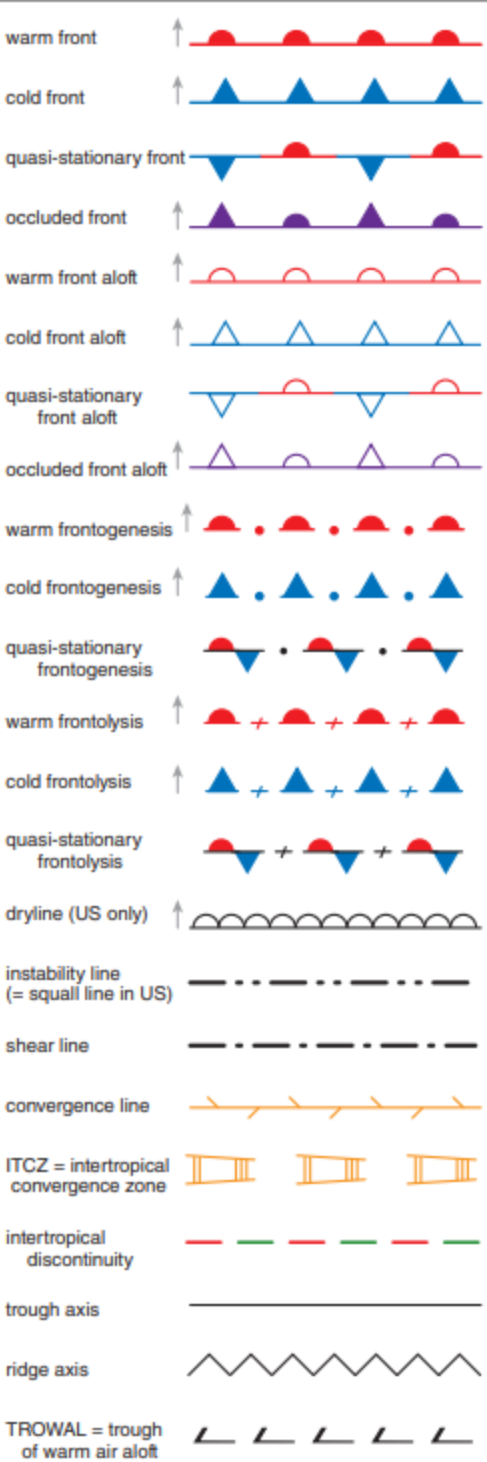 warm front
cold front
quasi-stationary front
occluded front
warm front aloft
cold front aloft
quasi-stationary
front aloft
occluded front aloft
warm frontogenesis
cold frontogenesis
quasi-stationary
frontogenesis
warm frontolysis
cold frontolysis
quasi-stationary
frontolysis
dryline (US only)
instability line
(= squall line in US)
shear line
convergence line
ITCZ = intertropical
convergence zone
intertropical
discontinuity
trough axis
ridge axis
TROWAL = trough
of warm air aloft